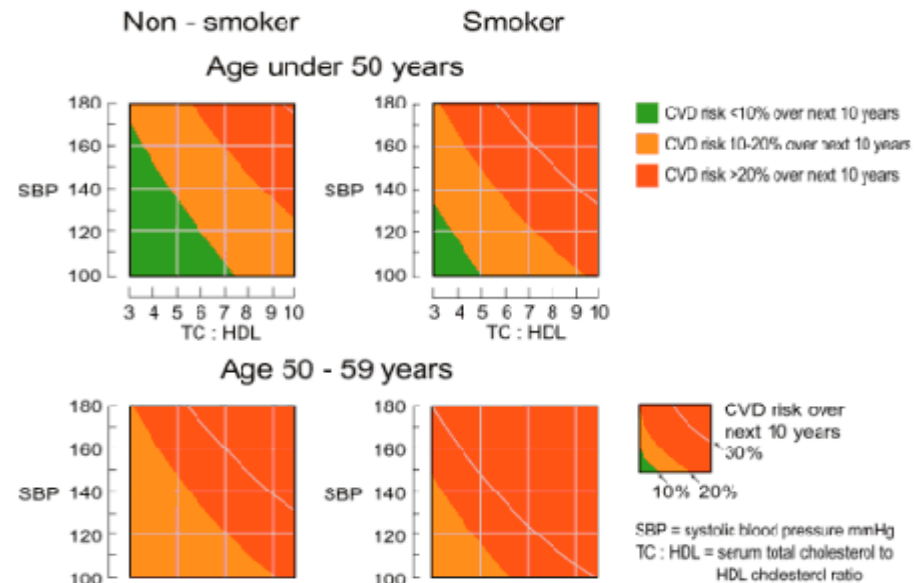 Non - smoker Smoker
Age under 50 years
180 180
160 160
SBP 140 SBP 140
120 120
100 100
3 4 5 6 7 8 9 10 3 4 5 6 7 8 9 10
TC : HDL TC : HDL
CVD risk <10% over next 10 years
CVD risk 10-20% over next 10 years
CVD risk >20% over next 10 years
Age 50 - 59 years
180 180
160 160
SBP 140 SBP 140
120 120
100 100
CVD risk over
next 10 years
30%
10% 20%
SBP = systolic blood pressure mmHg
TC : HDL = serum total cholesterol to
HDL cholesterol ratio